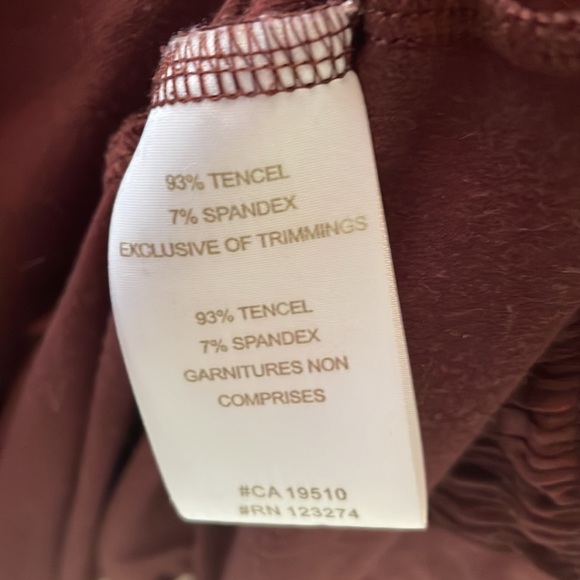 93% TENCEL
7% SPANDEX
EXCLUSIVE OF TRIMMINGS
93% TENCEL
7% SPANDEX
GARNITURES NON
COMPRISES
#CA 19510
#RN 123274